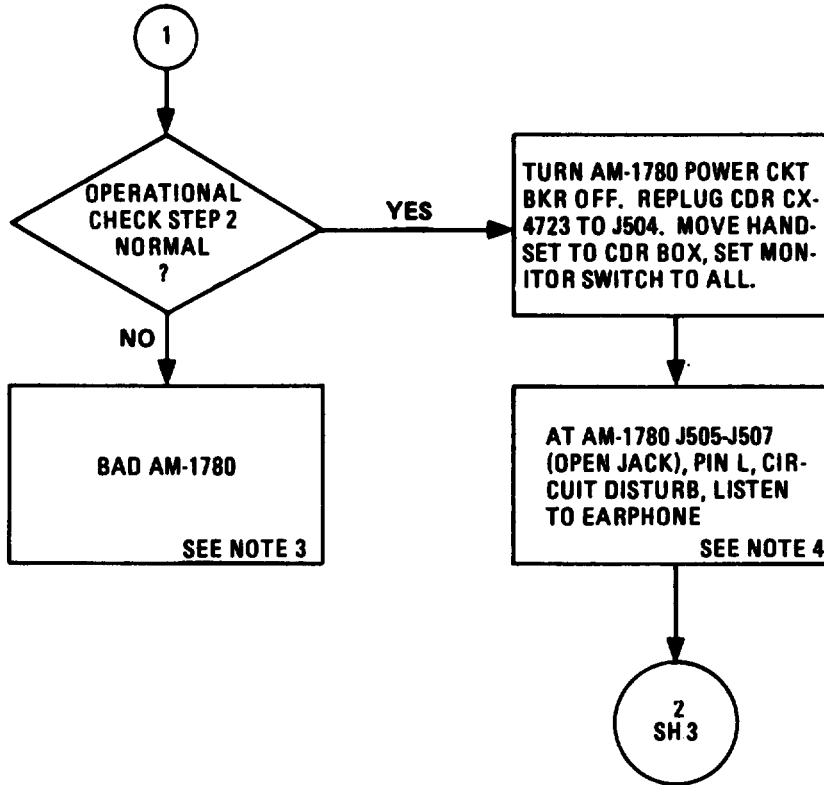 1
OPERATIONAL
CHECK STEP 2
NORMAL
?
YES
TURN AM-1780 POWER CKT
BKR OFF. REPLUG CDR CX-
4723 TO J504. MOVE HAND-
SET TO CDR BOX, SET MON-
ITOR SWITCH TO ALL.
NO
BAD AM-1780
SEE NOTE 3
AT AM-1780 J505-J507
(OPEN JACK), PIN L, CIR-
CUIT DISTURB, LISTEN
TO EARPHONE
SEE NOTE 4
2
SH 3